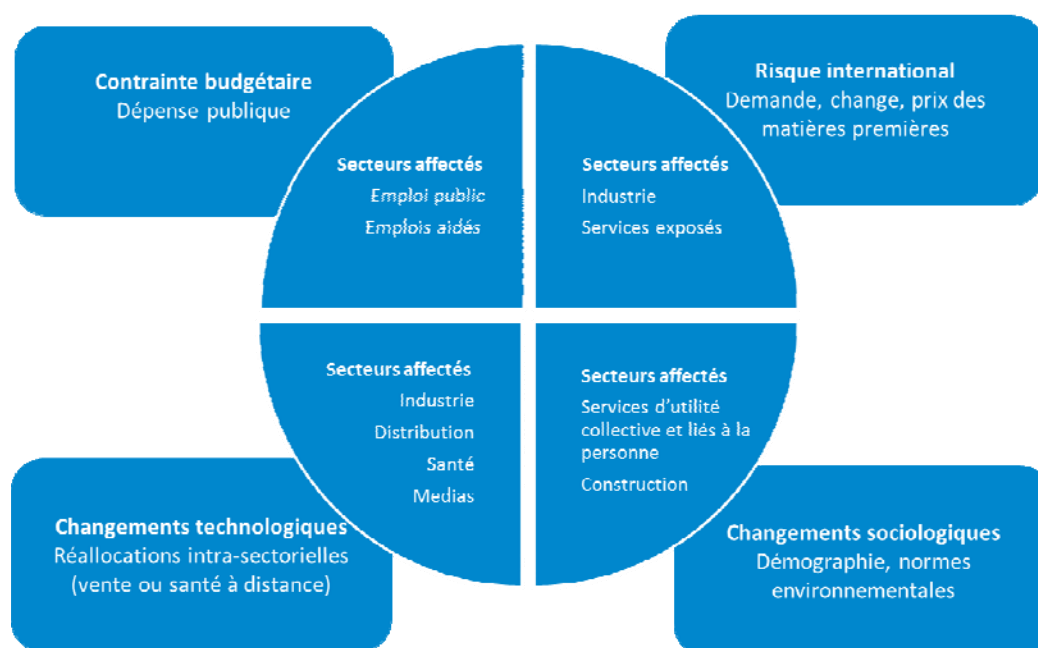 Contrainte budgétaire
Dépense publique
Risque international
Demande, change, prix des
matières premières
Secteurs affectés
Emploi public
Emplois aidés
Secteurs affectés
Industrie
Services exposés
Secteurs affectés
Industrie
Distribution
Santé
Medias
Secteurs affectés
Services d'utilité
collective et liés à la
personne
Construction
Changements technologiques
Réallocations intra-sectorielles
(vente ou santé à distance)
Changements sociologiques
Démographie, normes
environnementales